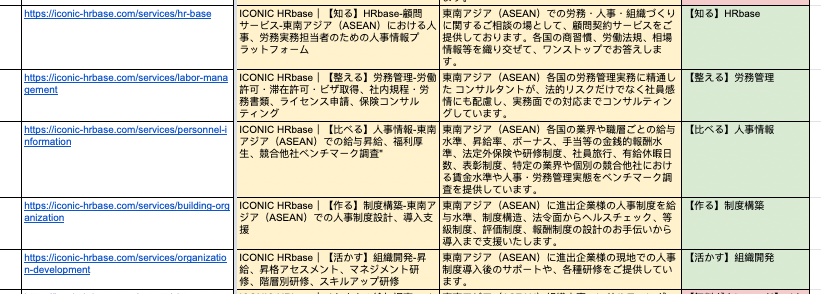 https://iconic-hrbase.com/services/hr-base
ICONIC HRbase｜【知る】HRbase-顧問
サービス-東南アジア（ASEAN）における人
事、労務実務担当者のための人事情報プ
ラットフォーム
東南アジア（ASEAN）での労務・人事・組織づくり
に関するご相談の場として、顧問契約サービスをご
提供しております。各国の商習慣、労働法規、相場
情報等を織り交ぜて、ワンストップでお答えしま
す。
【知る】HRbase
https://iconic-hrbase.com/services/labor-mana
gement
ICONIC HRbase｜【整える】労務管理-労働
許可・滞在許可・ビザ取得、社内規程・労
務書類、ライセンス申請、保険コンサル
ティング
東南アジア（ASEAN）各国の労務管理実務に精通し
た コンサルタントが、法的リスクだけでなく社員感
情にも配慮し、実務面での対応までコンサルティン
グしています。
【整える】労務管理
https://iconic-hrbase.com/services/personnel-i
nformation
ICONIC HRbase｜【比べる】人事情報-東南
アジア（ASEAN）での給与昇給、福利厚
生、競合他社ベンチマーク調査"
東南アジア（ASEAN）各国の業界や職層ごとの給与
水準、昇給率、ボーナス、手当等の金銭的報酬水
準、法定外保険や研修制度、社員旅行、有給休暇日
数、表彰制度、特定の業界や個別の競合他社におけ
る賃金水準や人事・労務管理実態をベンチマーク調
査を提供しています。
【比べる】人事情報
https://iconic-hrbase.com/services/building-org
anization
ICONIC HRbase｜【作る】制度構築-東南アジ
ア（ASEAN）での人事制度設計、導入支
援
東南アジア（ASEAN）に進出企業様の人事制度を給
与水準、制度構造、法令面からヘルスチェック、等
級制度、評価制度、報酬制度の設計のお手伝いから
導入まで支援いたします。
【作る】制度構築
https://iconic-hrbase.com/services/organizatio
n-development
ICONIC HRbase｜【活かす】組織開発-昇
給、昇格アセスメント、マネジメント研
修、階層別研修、スキルアップ研修
東南アジア（ASEAN）に進出企業様の現地での人事
制度導入後のサポートや、各種研修をご提供してい
ます。
【活かす】組織開発